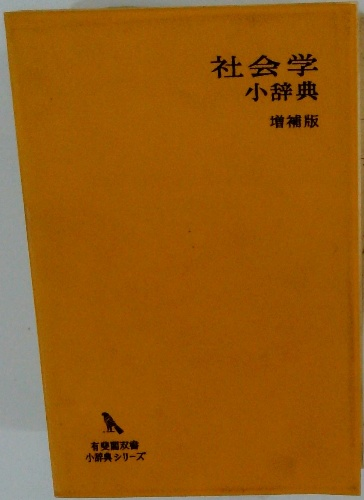 社会学
小辞典
増補版
有斐閣双書
小辞典シリーズ